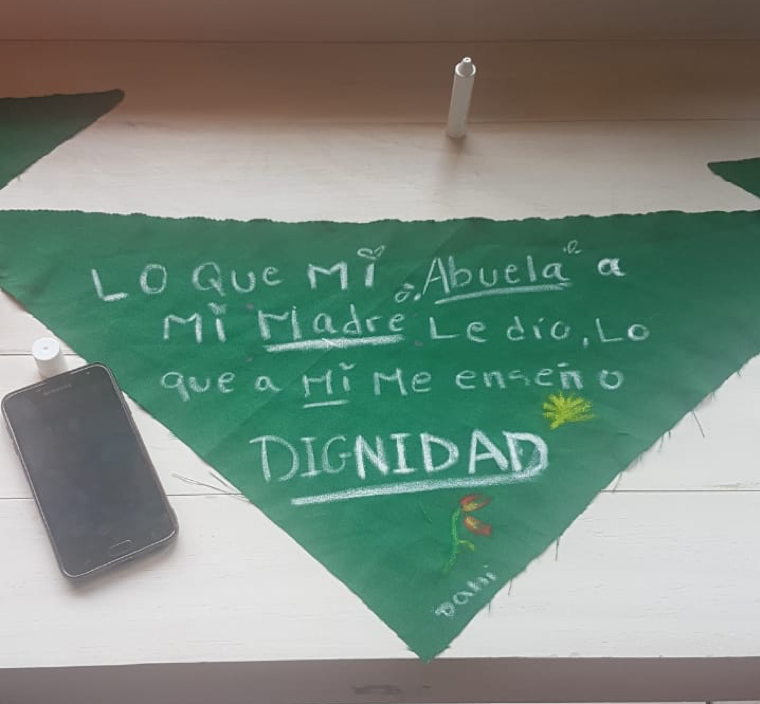 LO Que Mi Abuela a
Mi Madre Le dio, Lo
que a Mi Me enseño
DIGNIDAD